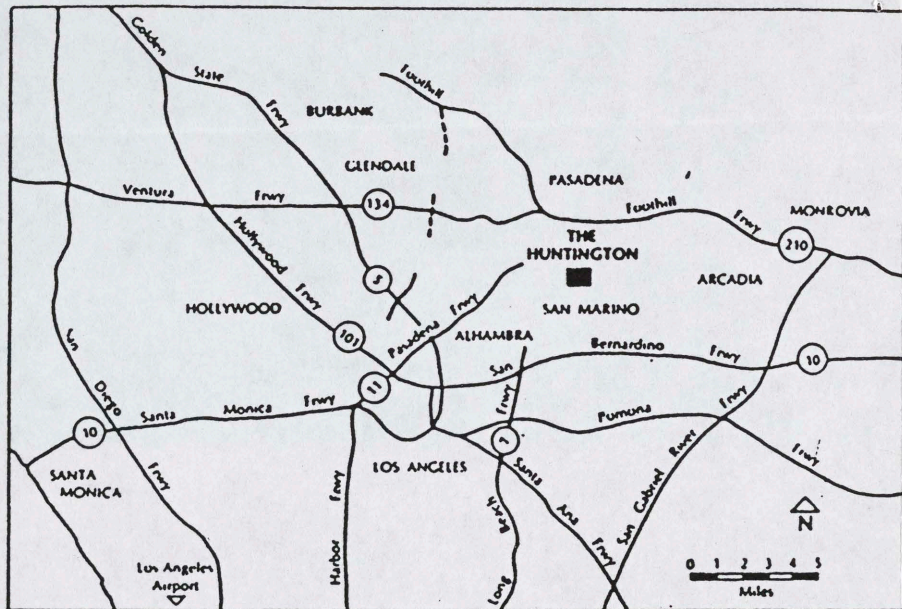 Golden
State
Frwy
Foothill
BURBANK
GLENDALE
PASADENA
Ventura
Frwy
134
Foothill
Frwy
MONROVIA
210
THE
HUNTINGTON
Hollywood
Frwy
5
ARCADIA
HOLLYWOOD
SAN MARINO
101
Pasadena Frwy
ALHAMBRA
San
Bernardino
Frwy
10
11
San
Diego
Frwy
10
Santa
Monica
Frwy
Frwy
7
Pomona
Frwy
SANTA
MONICA
LOS ANGELES
Santa
Ana
Frwy
San Gabriel River
Frwy
Harbor
Frwy
Long
Beach
N
Los Angeles
Airport
0 1 2 3 4 5
Miles